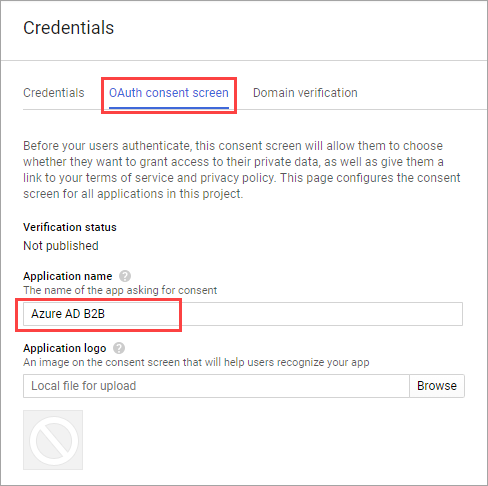 Credentials
Credentials OAuth consent screen Domain verification
Before your users authenticate, this consent screen will allow them to choose
whether they want to grant access to their private data, as well as give them a
link to your terms of service and privacy policy. This page configures the consent
screen for all applications in this project.
Verification status
Not published
Application name ?
The name of the app asking for consent
Azure AD B2B
Application logo ?
An image on the consent screen that will help users recognize your app
Local file for upload Browse